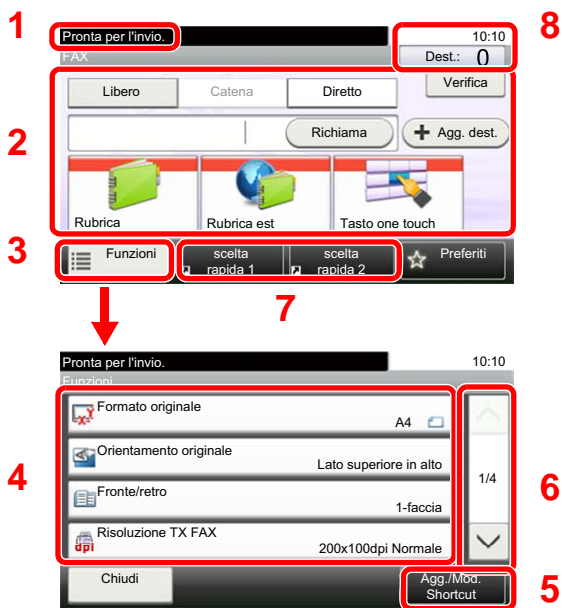 1
Pronta per l'invio.
10:10
8
FAX
Dest.: 0
Libero
Catena
Diretto
Verifica
2
Richiama
Agg. dest.
Rubrica
Rubrica est
Tasto one touch
3
Funzioni
scelta
rapida 1
scelta
rapida 2
Preferiti
7
Pronta per l'invio.
10:10
Funzioni
4
Formato originale
A4
Orientamento originale
Lato superiore in alto
1/4
6
Fronte/retro
1-faccia
dpi
Risoluzione TX FAX
200x100dpi Normale
Chiudi
Agg./Mod.
Shortcut
5